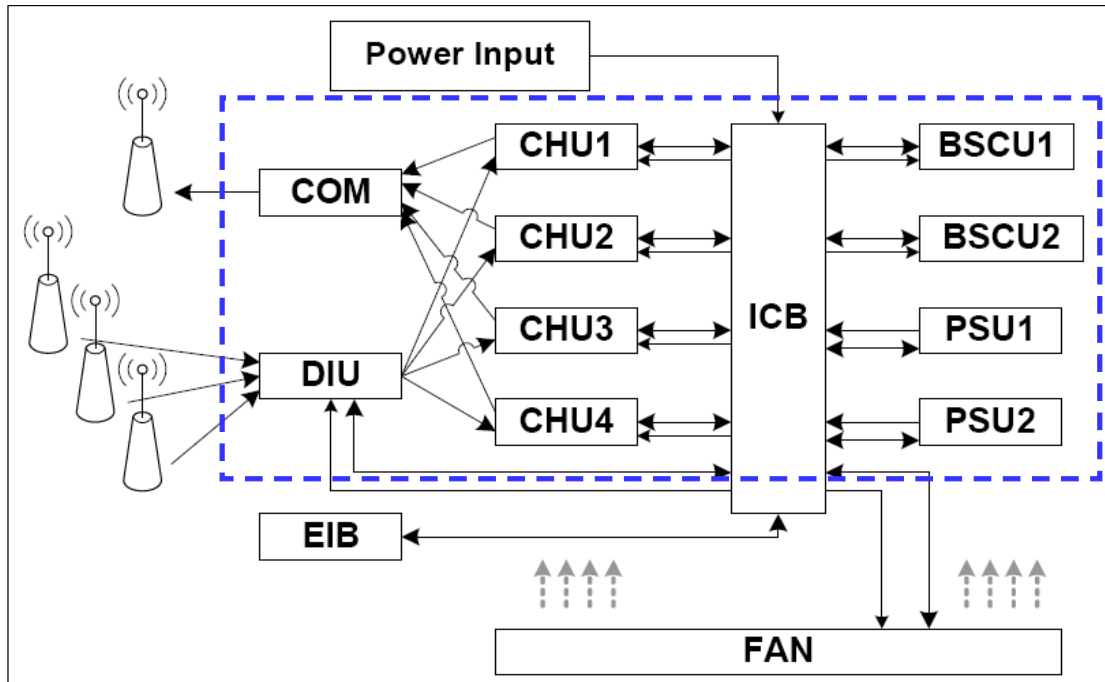 Power Input
CHU1
BSCU1
COM
CHU2
BSCU2
ICB
CHU3
PSU1
DIU
CHU4
PSU2
EIB
FAN